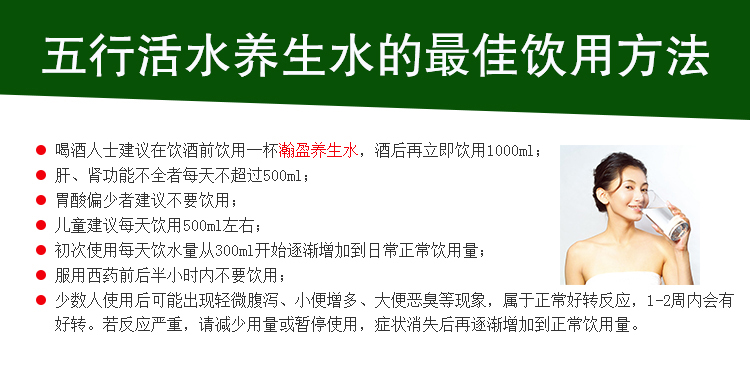 五行活水养生水的最佳饮用方法
喝酒人士建议在饮酒前饮用一杯瀚盈养生水，酒后再立即饮用1000ml；
肝、肾功能不全者每天不超过500ml；
胃酸偏少者建议不要饮用；
儿童建议每天饮用500ml左右；
初次使用每天饮水量从300ml开始逐渐增加到日常正常饮用量；
服用西药前后半小时内不要饮用；
少数人使用后可能出现轻微腹泻、小便增多、大便恶臭等现象，属于正常好转反应，1-2周内会有
好转。若反应严重，请减少用量或暂停使用，症状消失后再逐渐增加到正常饮用量。